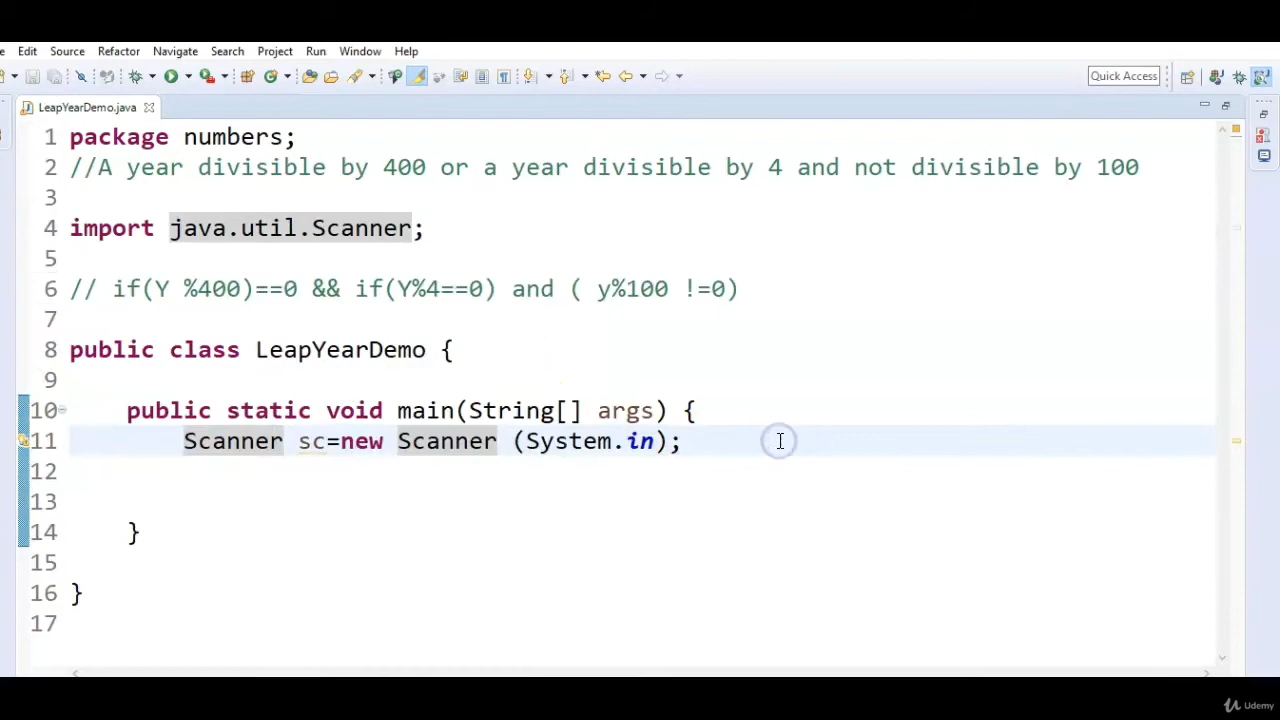 Edit Source Refactor Navigate Search Project Run Window Help
Quick Access
LeapYearDemo.java
1 package numbers;
2 //A year divisible by 400 or a year divisible by 4 and not divisible by 100
3
4 import java.util.Scanner;
5
6 // if(Y %400)==0 && if(Y%4==0) and ( y%100 !=0)
7
8 public class LeapYearDemo {
9
10 public static void main(String[] args) {
11 Scanner sc=new Scanner (System.in);
12
13
14 }
15
16 }
17
Udemy